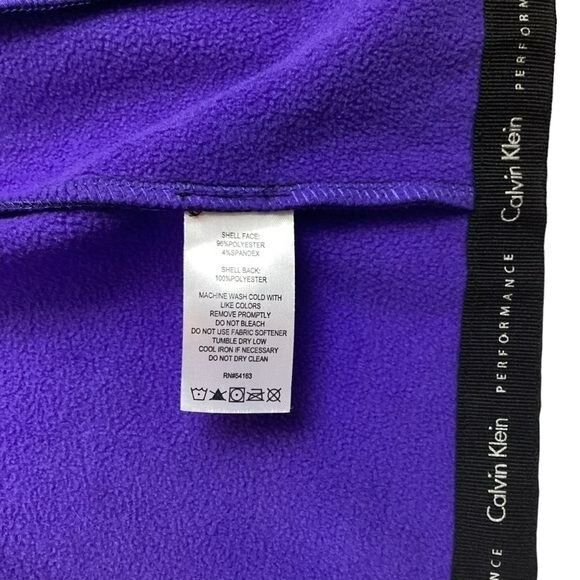 SHELL FACE:
96%POLYESTER
4%SPANDEX
SHELL BACK:
100%POLYESTER
MACHINE WASH COLD WITH
LIKE COLORS
REMOVE PROMPTLY
DO NOT BLEACH
DO NOT USE FABRIC SOFTENER
TUMBLE DRY LOW
COOL IRON IF NECESSARY
DO NOT DRY CLEAN
RN#54163
PERFORMA
Calvin Klein
PERFORMANCE
Calvin Klein
NCE